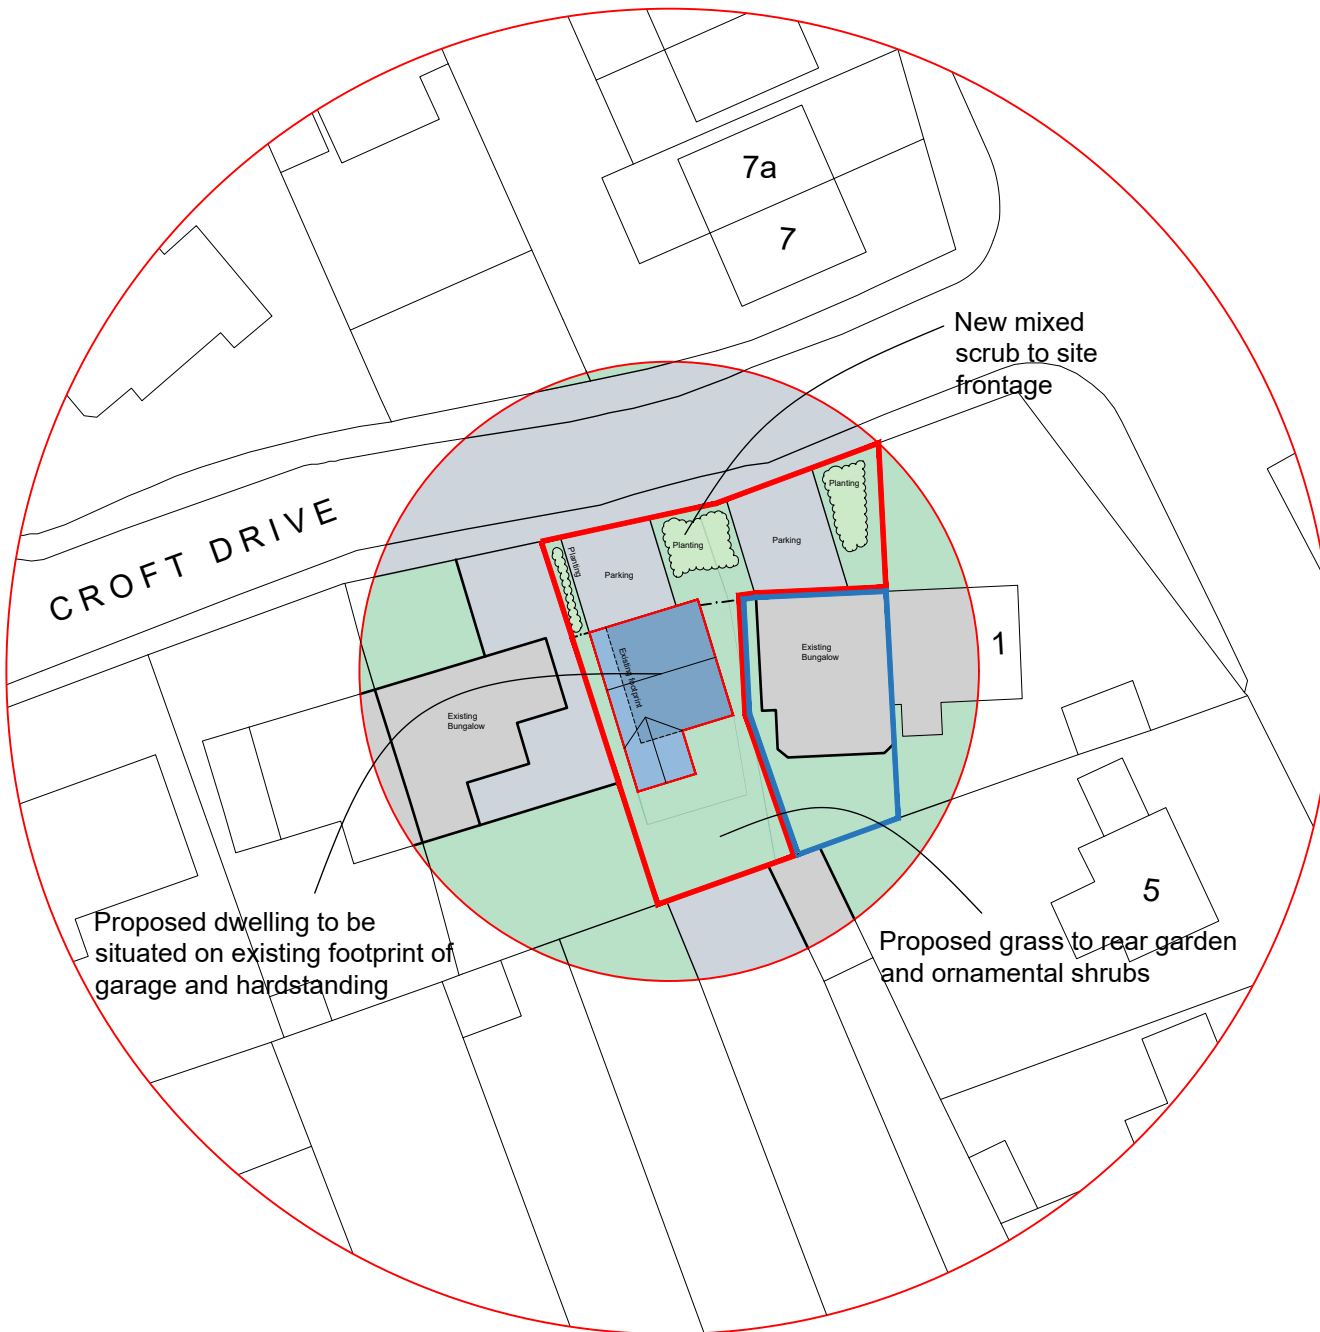 7a
7
New mixed
scrub to site
frontage
CROFT DRIVE
Planting
Planting
Planting
Parking
Parking
Existing footprint
Existing
Bungalow
1
Existing
Bungalow
5
Proposed dwelling to be
situated on existing footprint of
garage and hardstanding
Proposed grass to rear garden
and ornamental shrubs